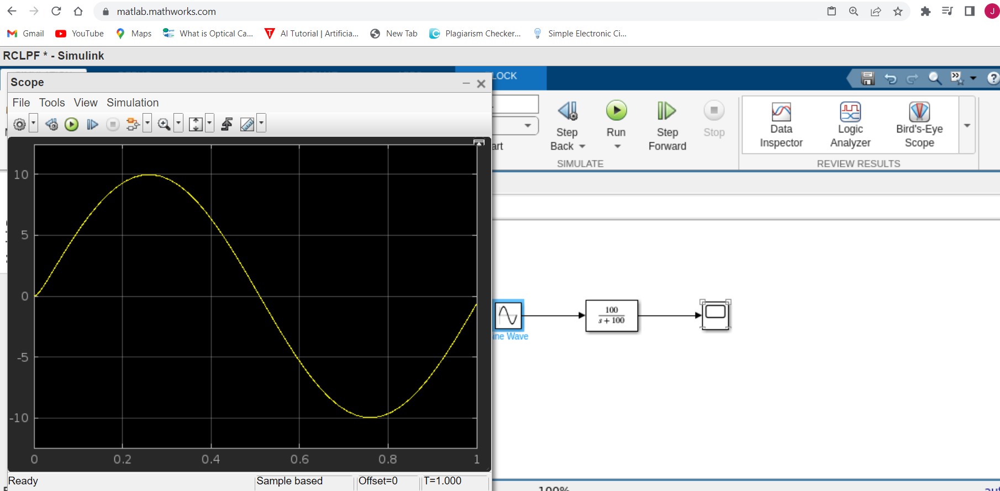 matlab.mathworks.com
J
Gmail YouTube Maps What is Optical Ca... AI Tutorial | Artificia... New Tab Plagiarism Checker... Simple Electronic Ci...
RCLPF * - Simulink
LOCK
Scope
File Tools View Simulation
Step Back
Run
Step Forward
Stop
art
SIMULATE
Data Inspector
Logic Analyzer
Bird's-Eye Scope
REVIEW RESULTS
10
5
0
-5
-10
0 0.2 0.4 0.6 0.8 1
100
s + 100
ine Wave
Ready Sample based Offset=0 T=1.000
100%